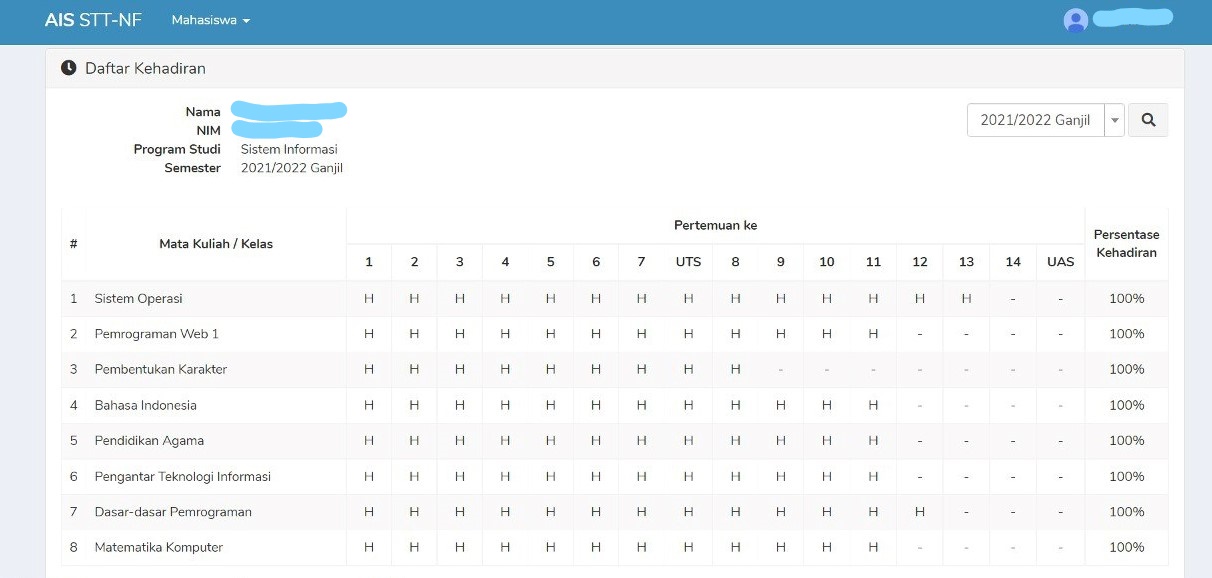 AIS STT-NF Mahasiswa
Daftar Kehadiran
Nama
NIM
Program Studi Sistem Informasi
Semester 2021/2022 Ganjil
2021/2022 Ganjil
# Mata Kuliah / Kelas Pertemuan ke Persentase Kehadiran
1 2 3 4 5 6 7 UTS 8 9 10 11 12 13 14 UAS
1 Sistem Operasi H H H H H H H H H H H H H H - - 100%
2 Pemrograman Web 1 H H H H H H H H H H H H - - - - 100%
3 Pembentukan Karakter H H H H H H H H H - - - - - - - 100%
4 Bahasa Indonesia H H H H H H H H H H H H - - - - 100%
5 Pendidikan Agama H H H H H H H H H H H H - - - - 100%
6 Pengantar Teknologi Informasi H H H H H H H H H H H H - - - - 100%
7 Dasar-dasar Pemrograman H H H H H H H H H H H H H - - - 100%
8 Matematika Komputer H H H H H H H H H H H H - - - - 100%